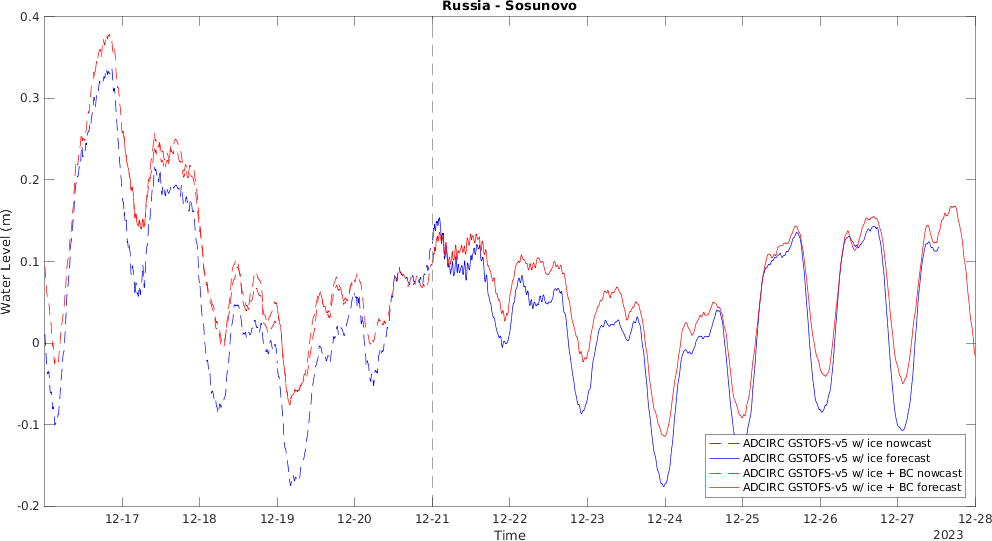 Russia - Sosunovo
Water Level (m)
0.4
0.3
0.2
0.1
0
-0.1
-0.2
ADCIRC GSTOFS-v5 w/ ice nowcast
ADCIRC GSTOFS-v5 w/ ice forecast
ADCIRC GSTOFS-v5 w/ ice + BC nowcast
ADCIRC GSTOFS-v5 w/ ice + BC forecast
12-17 12-18 12-19 12-20 12-21 12-22 12-23 12-24 12-25 12-26 12-27 12-28
Time
2023